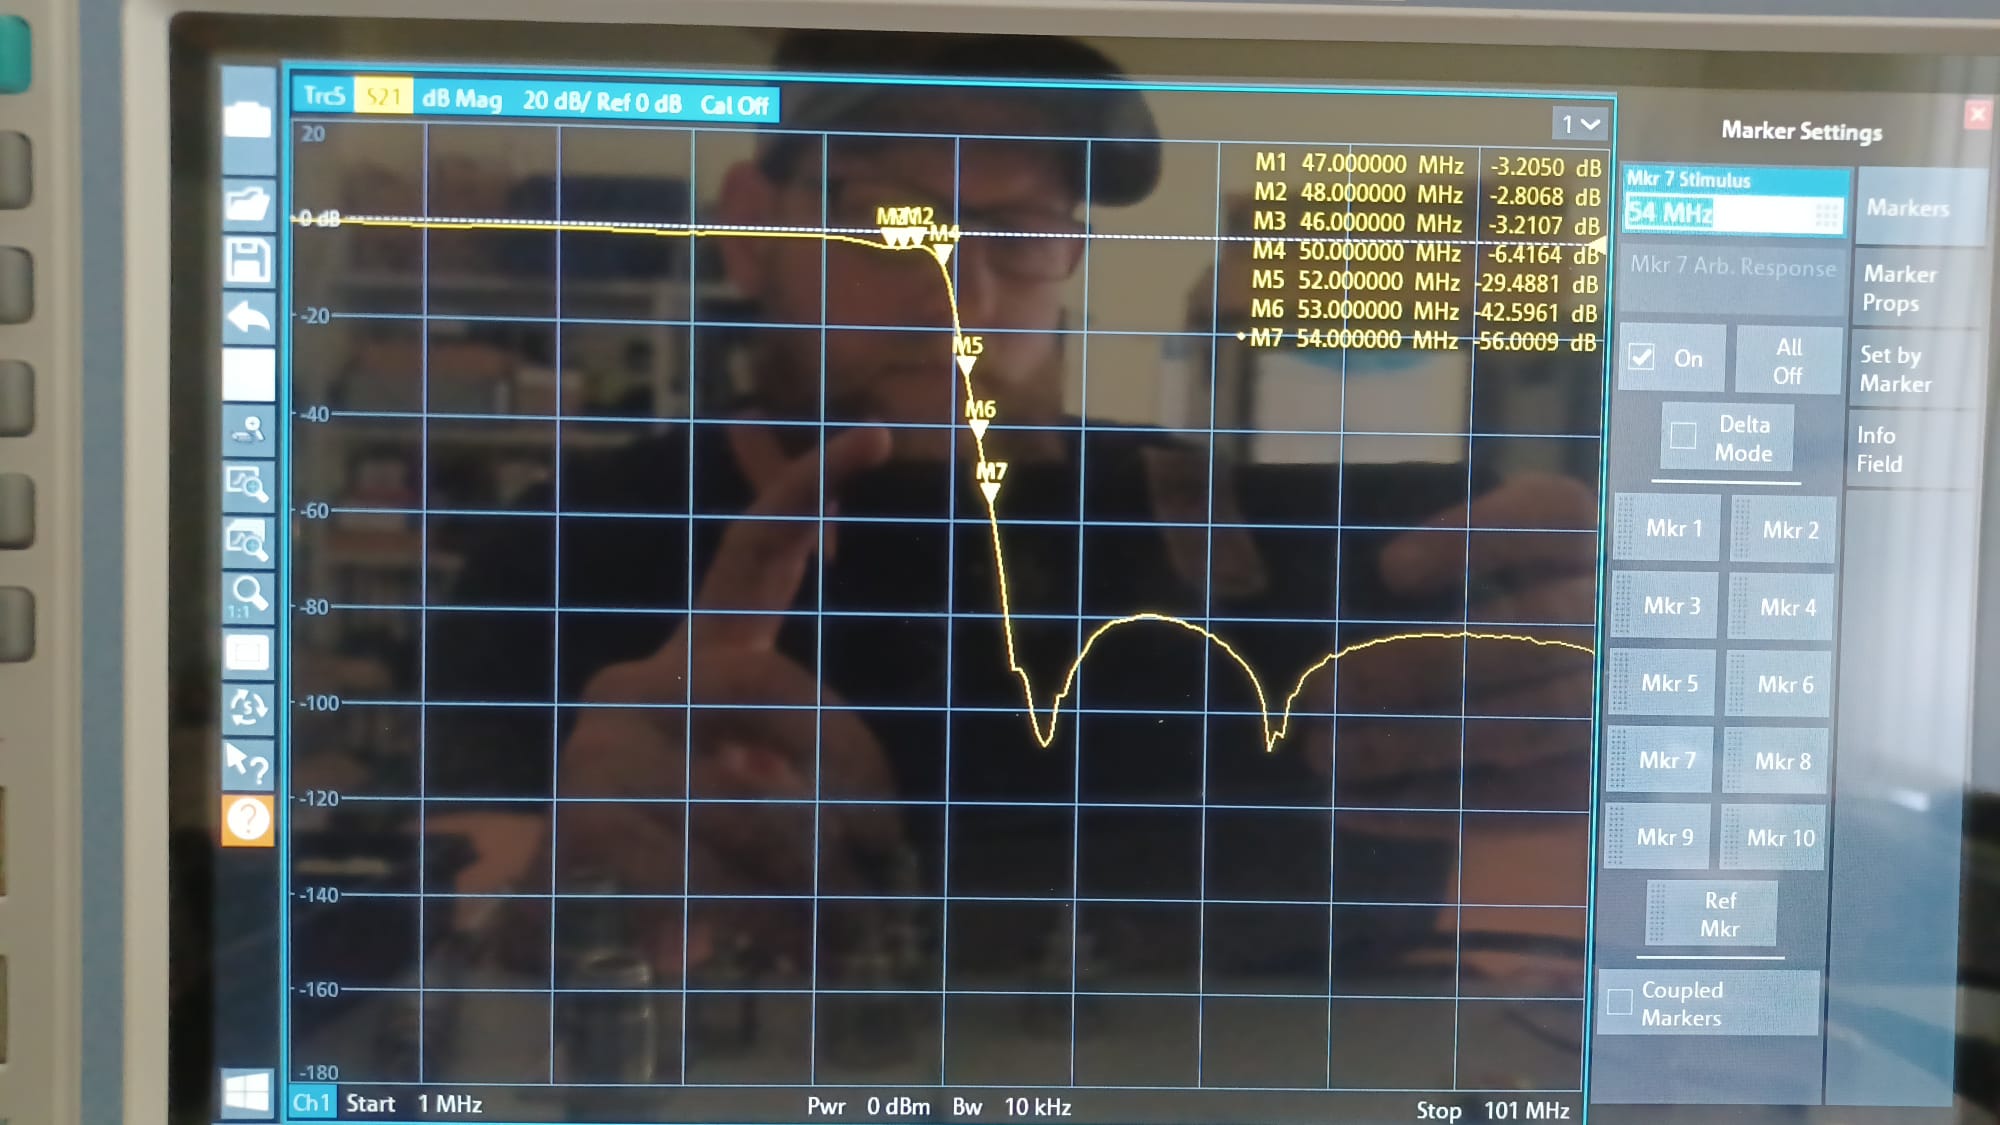 Trc5 S21 dB Mag 20 dB/ Ref 0 dB Cal Off
1
20
0 dB
-20
-40
-60
-80
-100
-120
-140
-160
-180
M2
M4
M5
M6
M7
M1 47.000000 MHz -3.2050 dB
M2 48.000000 MHz -2.8068 dB
M3 46.000000 MHz -3.2107 dB
M4 50.000000 MHz -6.4164 dB
M5 52.000000 MHz -29.4881 dB
M6 53.000000 MHz -42.5961 dB
M7 54.000000 MHz -56.0009 dB
Ch1 Start 1 MHz Pwr 0 dBm Bw 10 kHz Stop 101 MHz
1:1
S
?
?
Marker Settings
Mkr 7 Stimulus
54 MHz
Mkr 7 Arb. Response
On
All
Off
Delta
Mode
Mkr 1 Mkr 2
Mkr 3 Mkr 4
Mkr 5 Mkr 6
Mkr 7 Mkr 8
Mkr 9 Mkr 10
Ref
Mkr
Coupled
Markers
Markers
Marker
Props
Set by
Marker
Info
Field